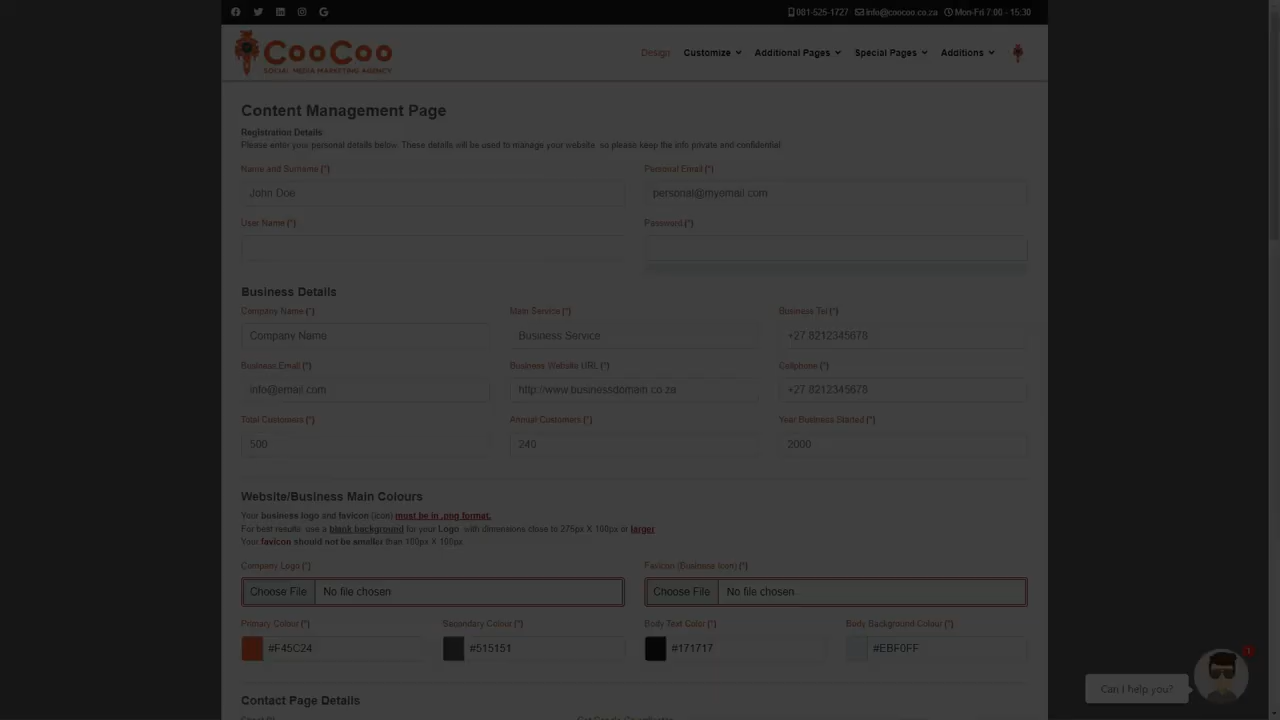 081-525-1727 info@coocoo.co.za Mon-Fri 7:00 - 15:30
CooCoo
SOCIAL MEDIA MARKETING AGENCY
Design Customize Additional Pages Special Pages Additions
Content Management Page
Registration Details
Please enter your personal details below. These details will be used to manage your website, so please keep the info private and confidential
Name and Surname (*) Personal Email (*)
John Doe personal@myemail.com
User Name (*) Password (*)
Business Details
Company Name (*) Main Service (*) Business Tel (*)
Company Name Business Service +27 8212345678
Business Email (*) Business Website URL (*) Cellphone (*)
info@email.com http://www.businessdomain.co.za +27 8212345678
Total Customers (*) Annual Customers (*) Year Business Started (*)
500 240 2000
Website/Business Main Colours
Your business logo and favicon (icon) must be in .png format.
For best results, use a blank background for your Logo, with dimensions close to 275px X 100px or larger
Your favicon should not be smaller than 100px X 100px.
Company Logo (*) Favicon (Business Icon) (*)
Choose File No file chosen Choose File No file chosen
Primary Colour (*) Secondary Colour (*) Body Text Color (*) Body Background Colour (*)
#F45C24 #515151 #171717 #EBF0FF
1
Can I help you?
Contact Page Details